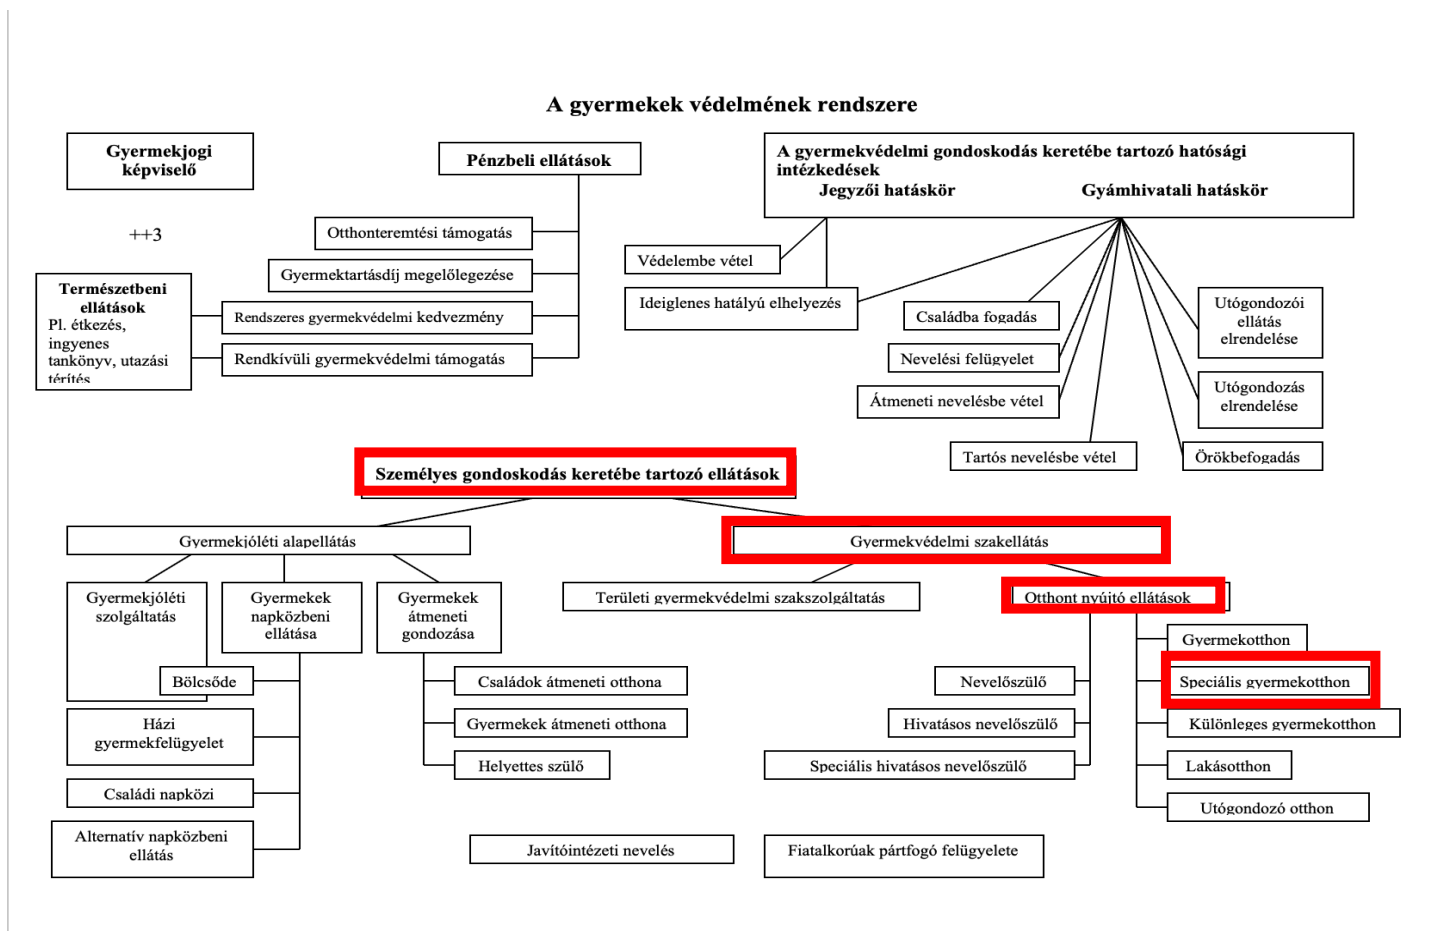 A gyermekek védelmének rendszere
Gyermekjogi
képviselő
Pénzbeli ellátások
A gyermekvédelmi gondoskodás keretébe tartozó hatósági
intézkedések
Jegyzői hatáskör
Gyámhivatali hatáskör
++3
Otthonteremtési támogatás
Gyermektartásdíj megelőlegezése
Rendszeres gyermekvédelmi kedvezmény
Rendkívüli gyermekvédelmi támogatás
Természetbeni
ellátások
Pl. étkezés,
ingyenes
tankönyv, utazási
térítés
Védelembe vétel
Ideiglenes hatályú elhelyezés
Családba fogadás
Nevelési felügyelet
Átmeneti nevelésbe vétel
Tartós nevelésbe vétel
Utógondozói
ellátás
elrendelése
Utógondozás
elrendelése
Örökbefogadás
Személyes gondoskodás keretébe tartozó ellátások
Gyermekjóléti alapellátás
Gyermekvédelmi szakellátás
Gyermekjóléti
szolgáltatás
Gyermekek
napközbeni
ellátása
Gyermekek
átmeneti
gondozása
Területi gyermekvédelmi szakszolgáltatás
Otthont nyújtó ellátások
Bölcsőde
Házi
gyermekfelügyelet
Családi napközi
Alternatív napközbeni
ellátás
Családok átmeneti otthona
Gyermekek átmeneti otthona
Helyettes szülő
Nevelőszülő
Hivatásos nevelőszülő
Speciális hivatásos nevelőszülő
Gyermekotthon
Speciális gyermekotthon
Különleges gyermekotthon
Lakásotthon
Utógondozó otthon
Javítóintézeti nevelés
Fiatalkorúak pártfogó felügyelete